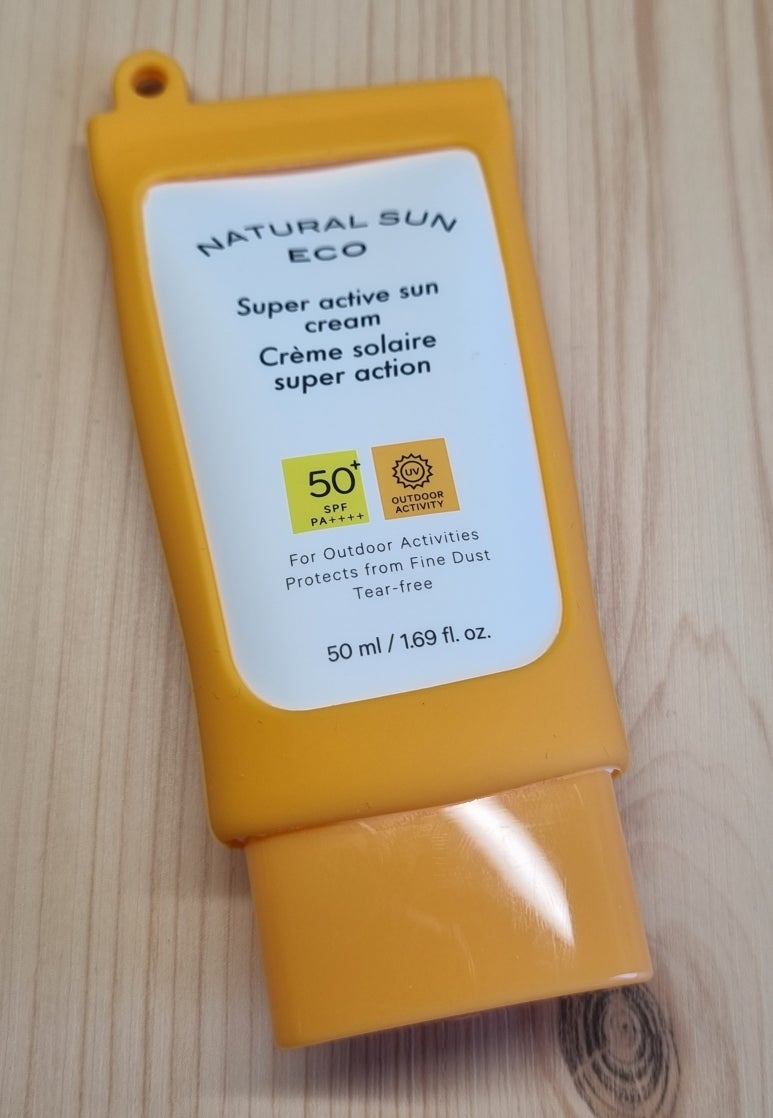 NATURAL SUN
ECO
Super active sun
cream
Crème solaire
super action
50+
SPF
PA++++
UV
OUTDOOR
ACTIVITY
For Outdoor Activities
Protects from Fine Dust
Tear-free
50 ml / 1.69 fl. oz.